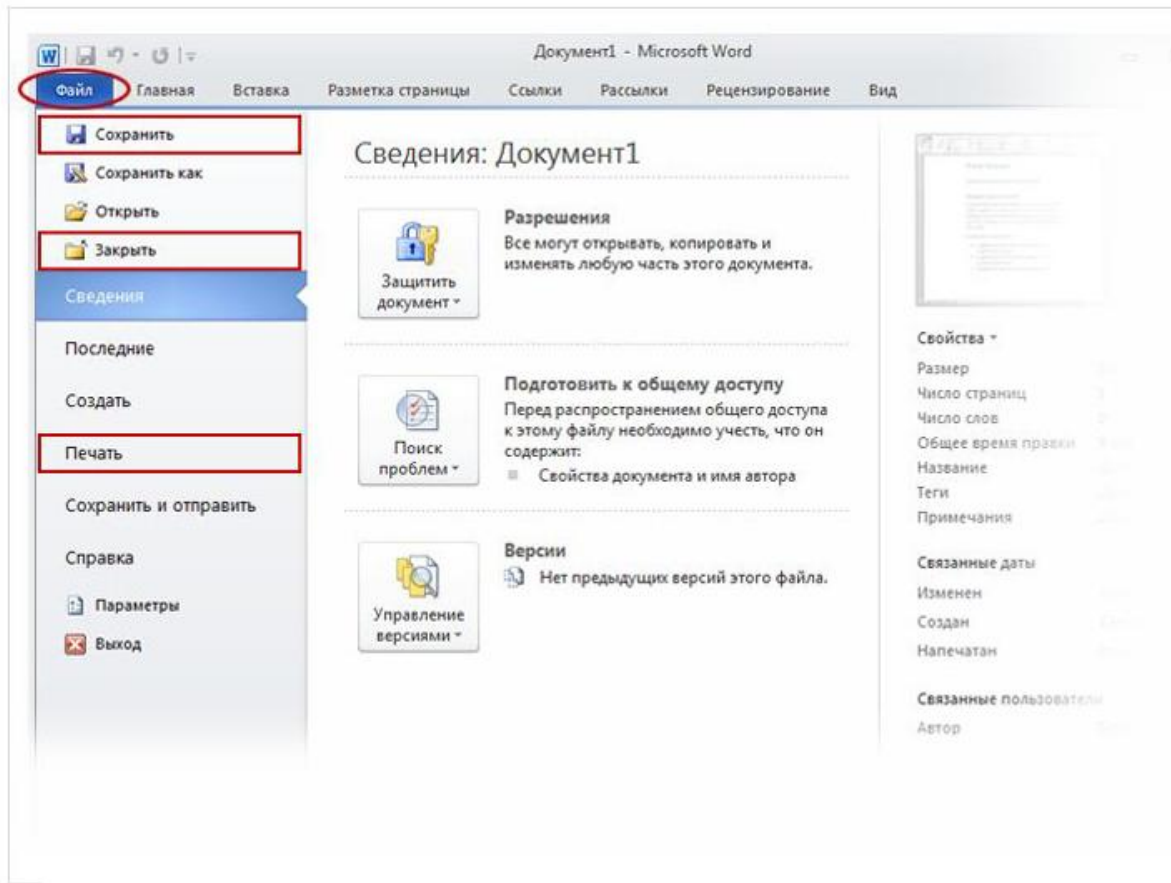 Документ1 - Microsoft Word
Файл Главная Вставка Разметка страницы Ссылки Рассылки Рецензирование Вид
Сохранить
Сохранить как
Открыть
Закрыть
Сведения
Последние
Создать
Печать
Сохранить и отправить
Справка
Параметры
Выход
Сведения: Документ1
Защитить
документ
Разрешения
Все могут открывать, копировать и
изменять любую часть этого документа.
Поиск
проблем
Подготовить к общему доступу
Перед распространением общего доступа
к этому файлу необходимо учесть, что он
содержит:
Свойства документа и имя автора
Управление
версиями
Версии
Нет предыдущих версий этого файла.
Свойства
Размер
Число страниц
Число слов
Общее время правки
Название
Теги
Примечания
Связанные даты
Изменен
Создан
Напечатан
Связанные пользователи
Автор